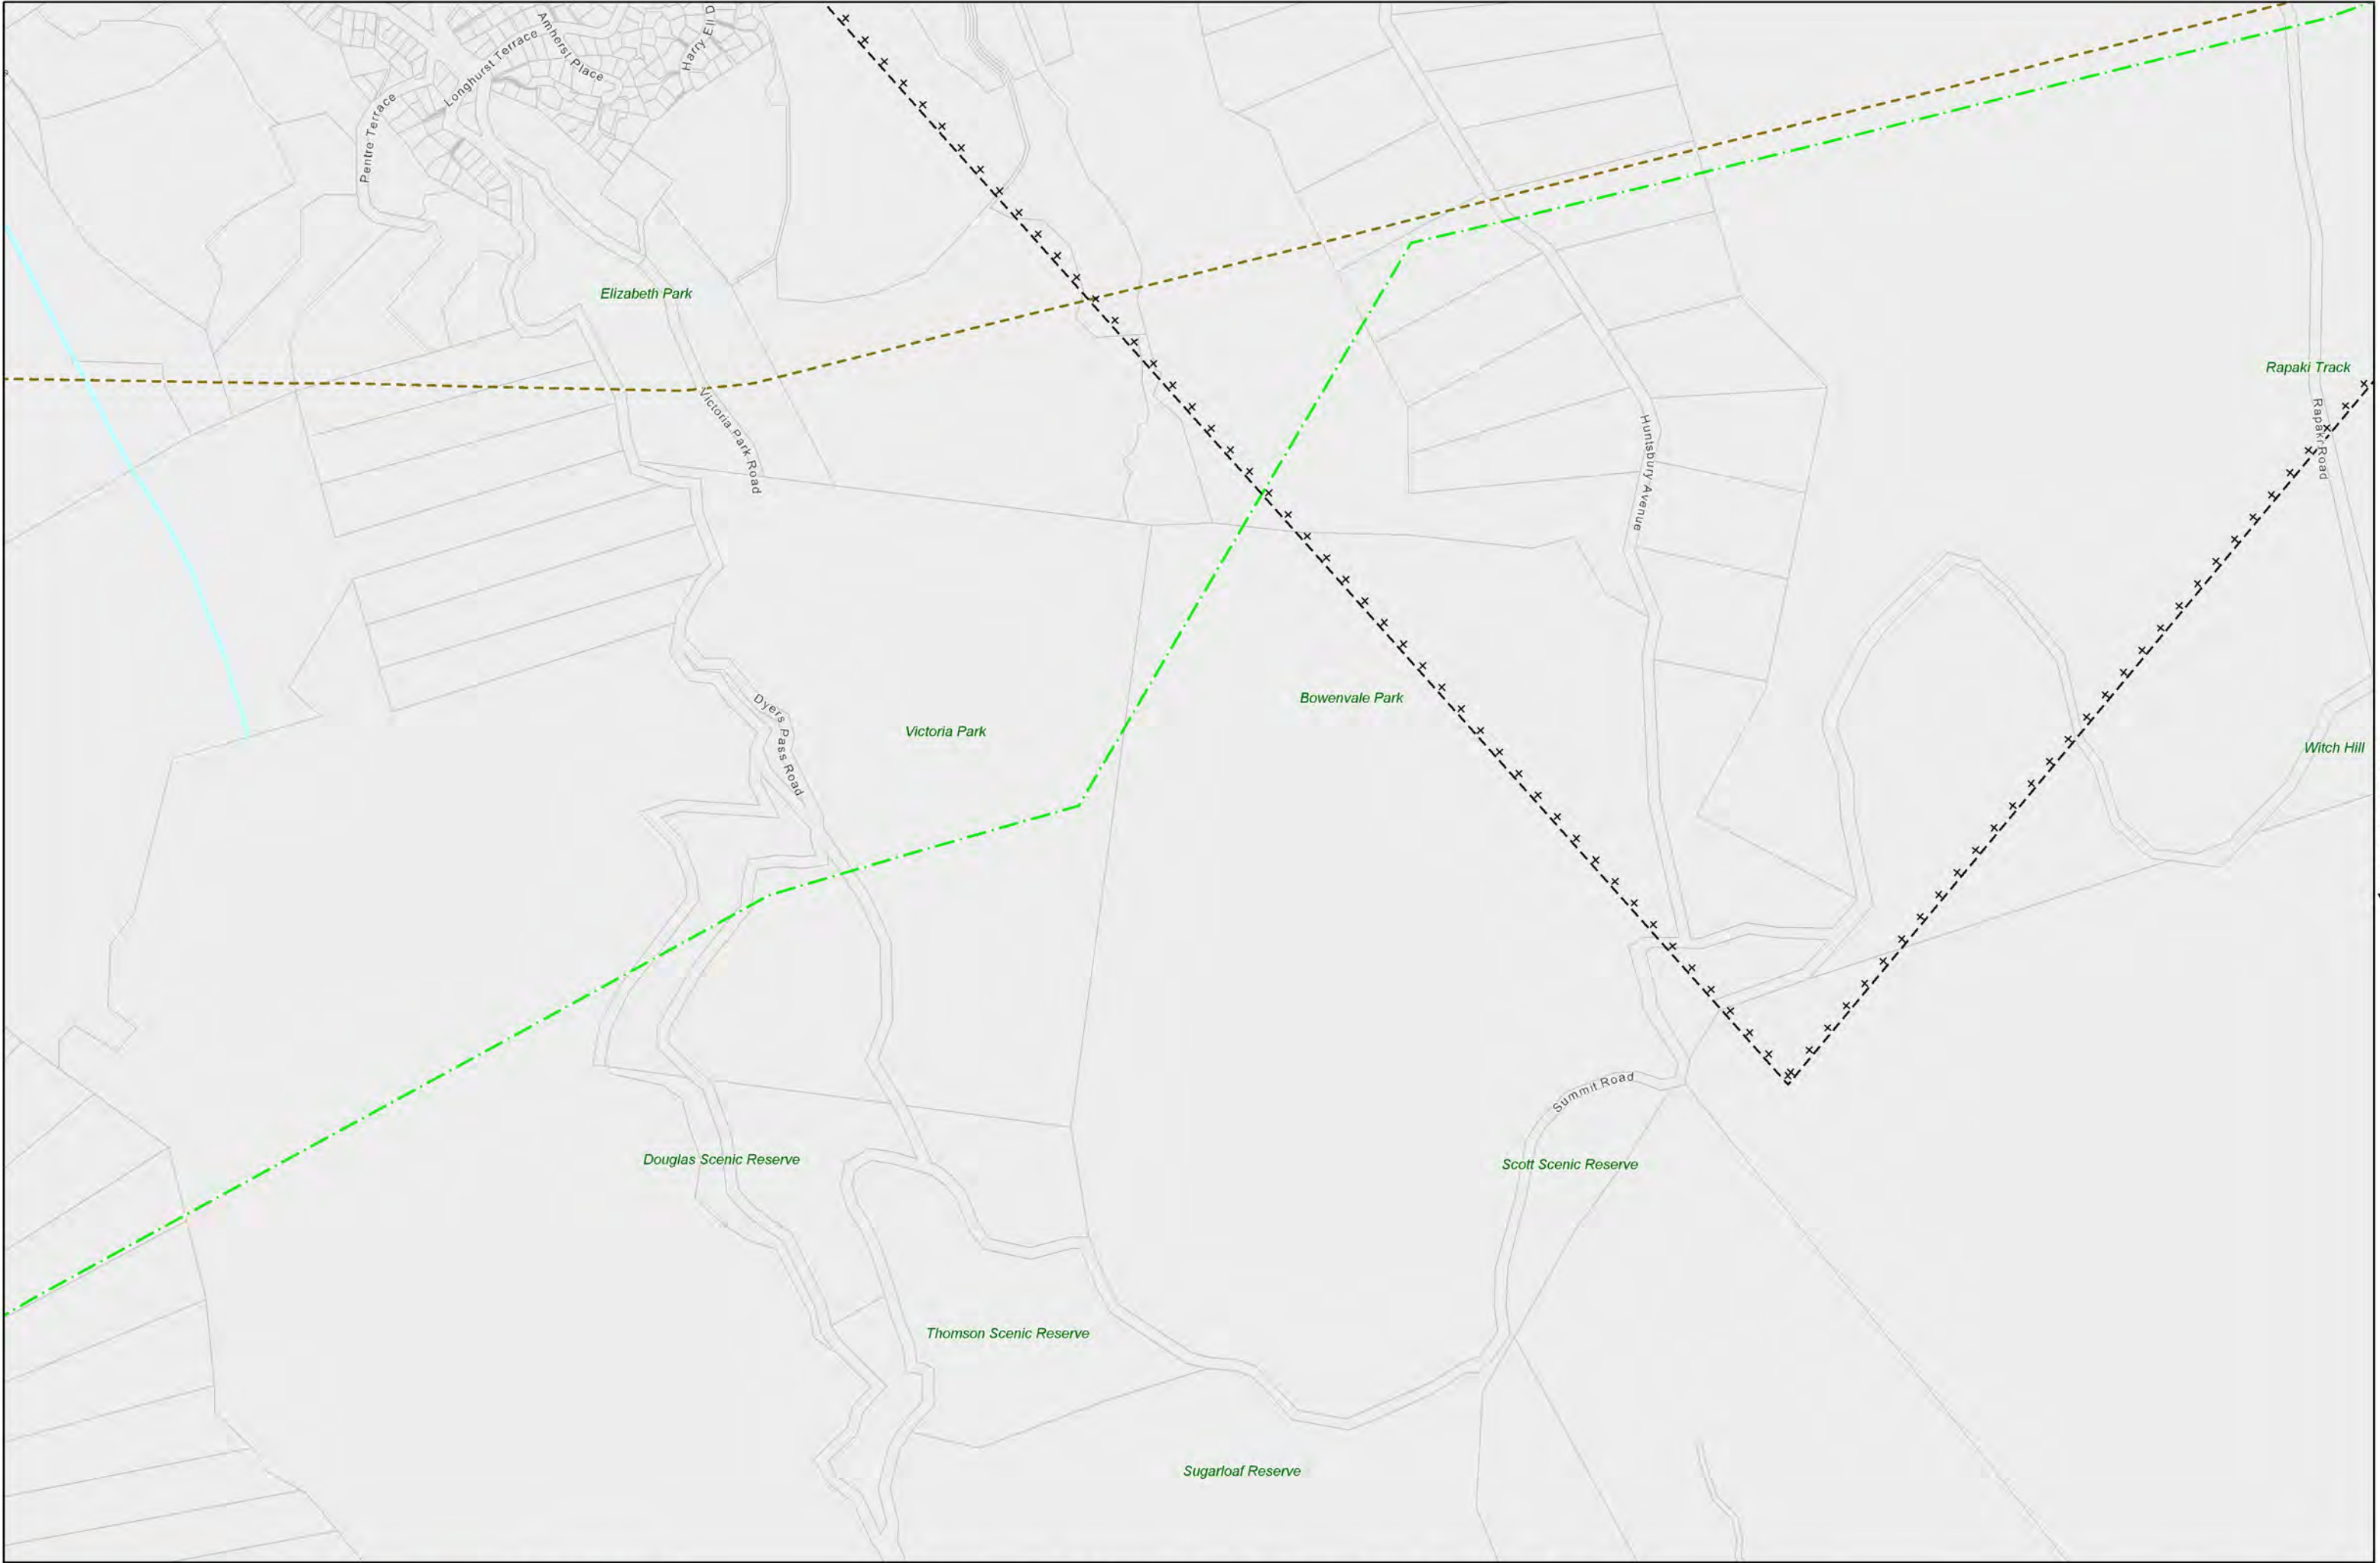 Amherst Place
Longhurst Terrace
Harry Ell D
Pentre Terrace
Elizabeth Park
Rapaki Track
Victoria Park Road
Rapaki Road
Huntsbury Avenue
Bowenvale Park
Dyers Pass Road
Victoria Park
Witch Hill
Summit Road
Douglas Scenic Reserve
Scott Scenic Reserve
Thomson Scenic Reserve
Sugarloaf Reserve